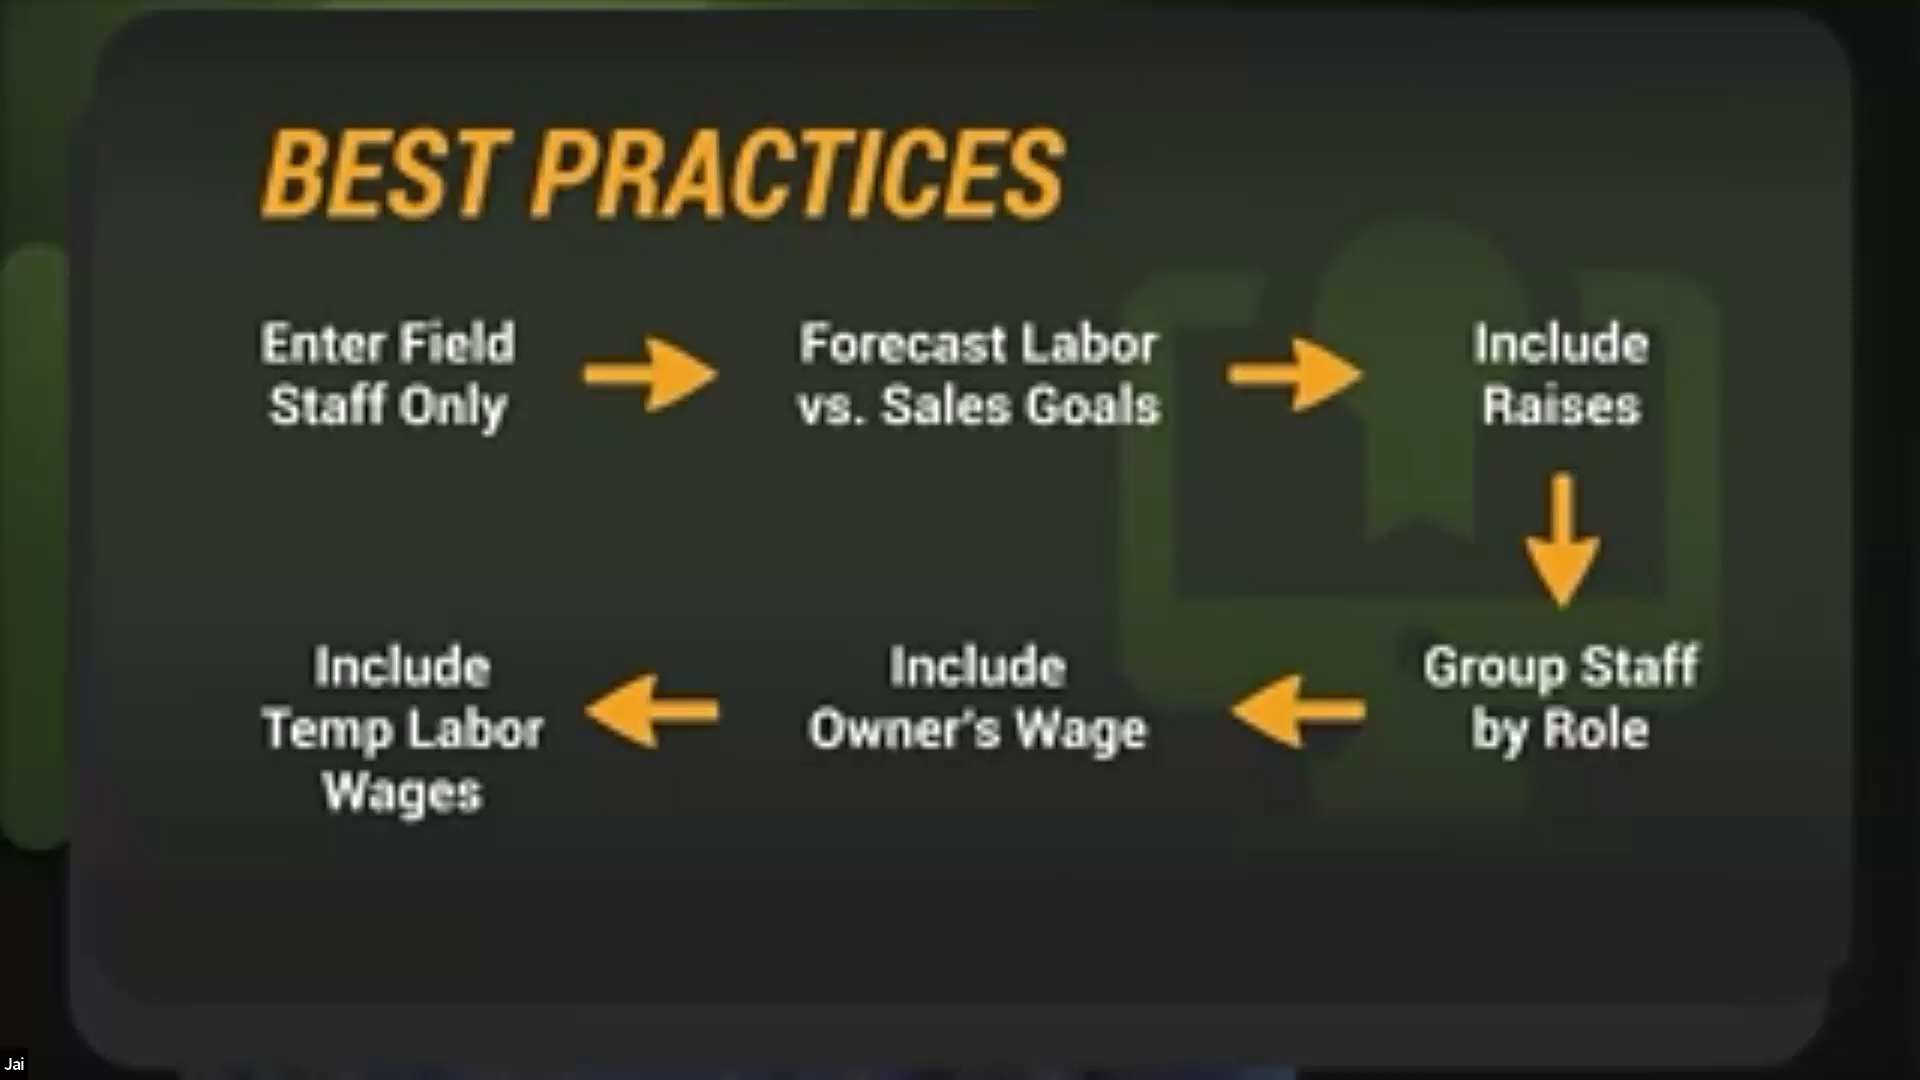 BEST PRACTICES
Enter Field
Staff Only
Forecast Labor
vs. Sales Goals
Include
Raises
Group Staff
by Role
Include
Owner's Wage
Include
Temp Labor
Wages
Jai